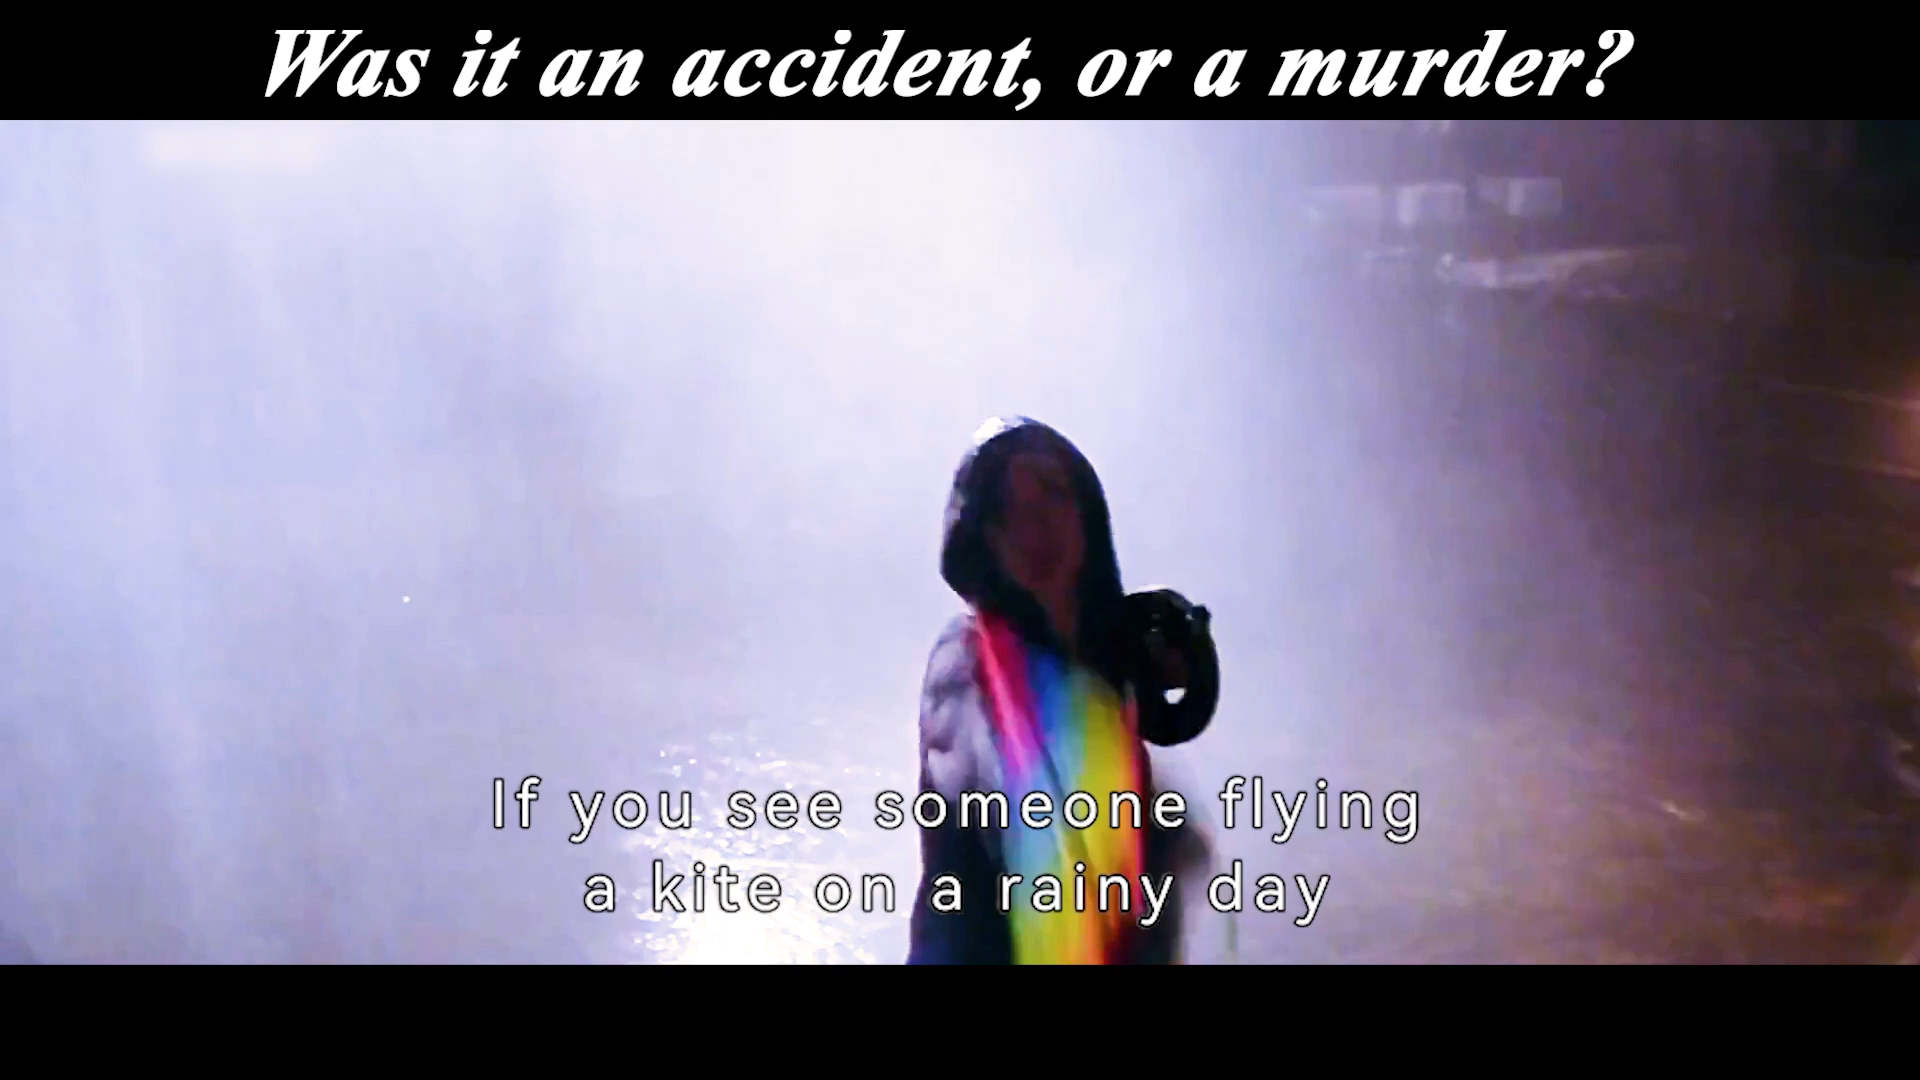 Was it an accident, or a murder?
If you see someone flying
a kite on a rainy day